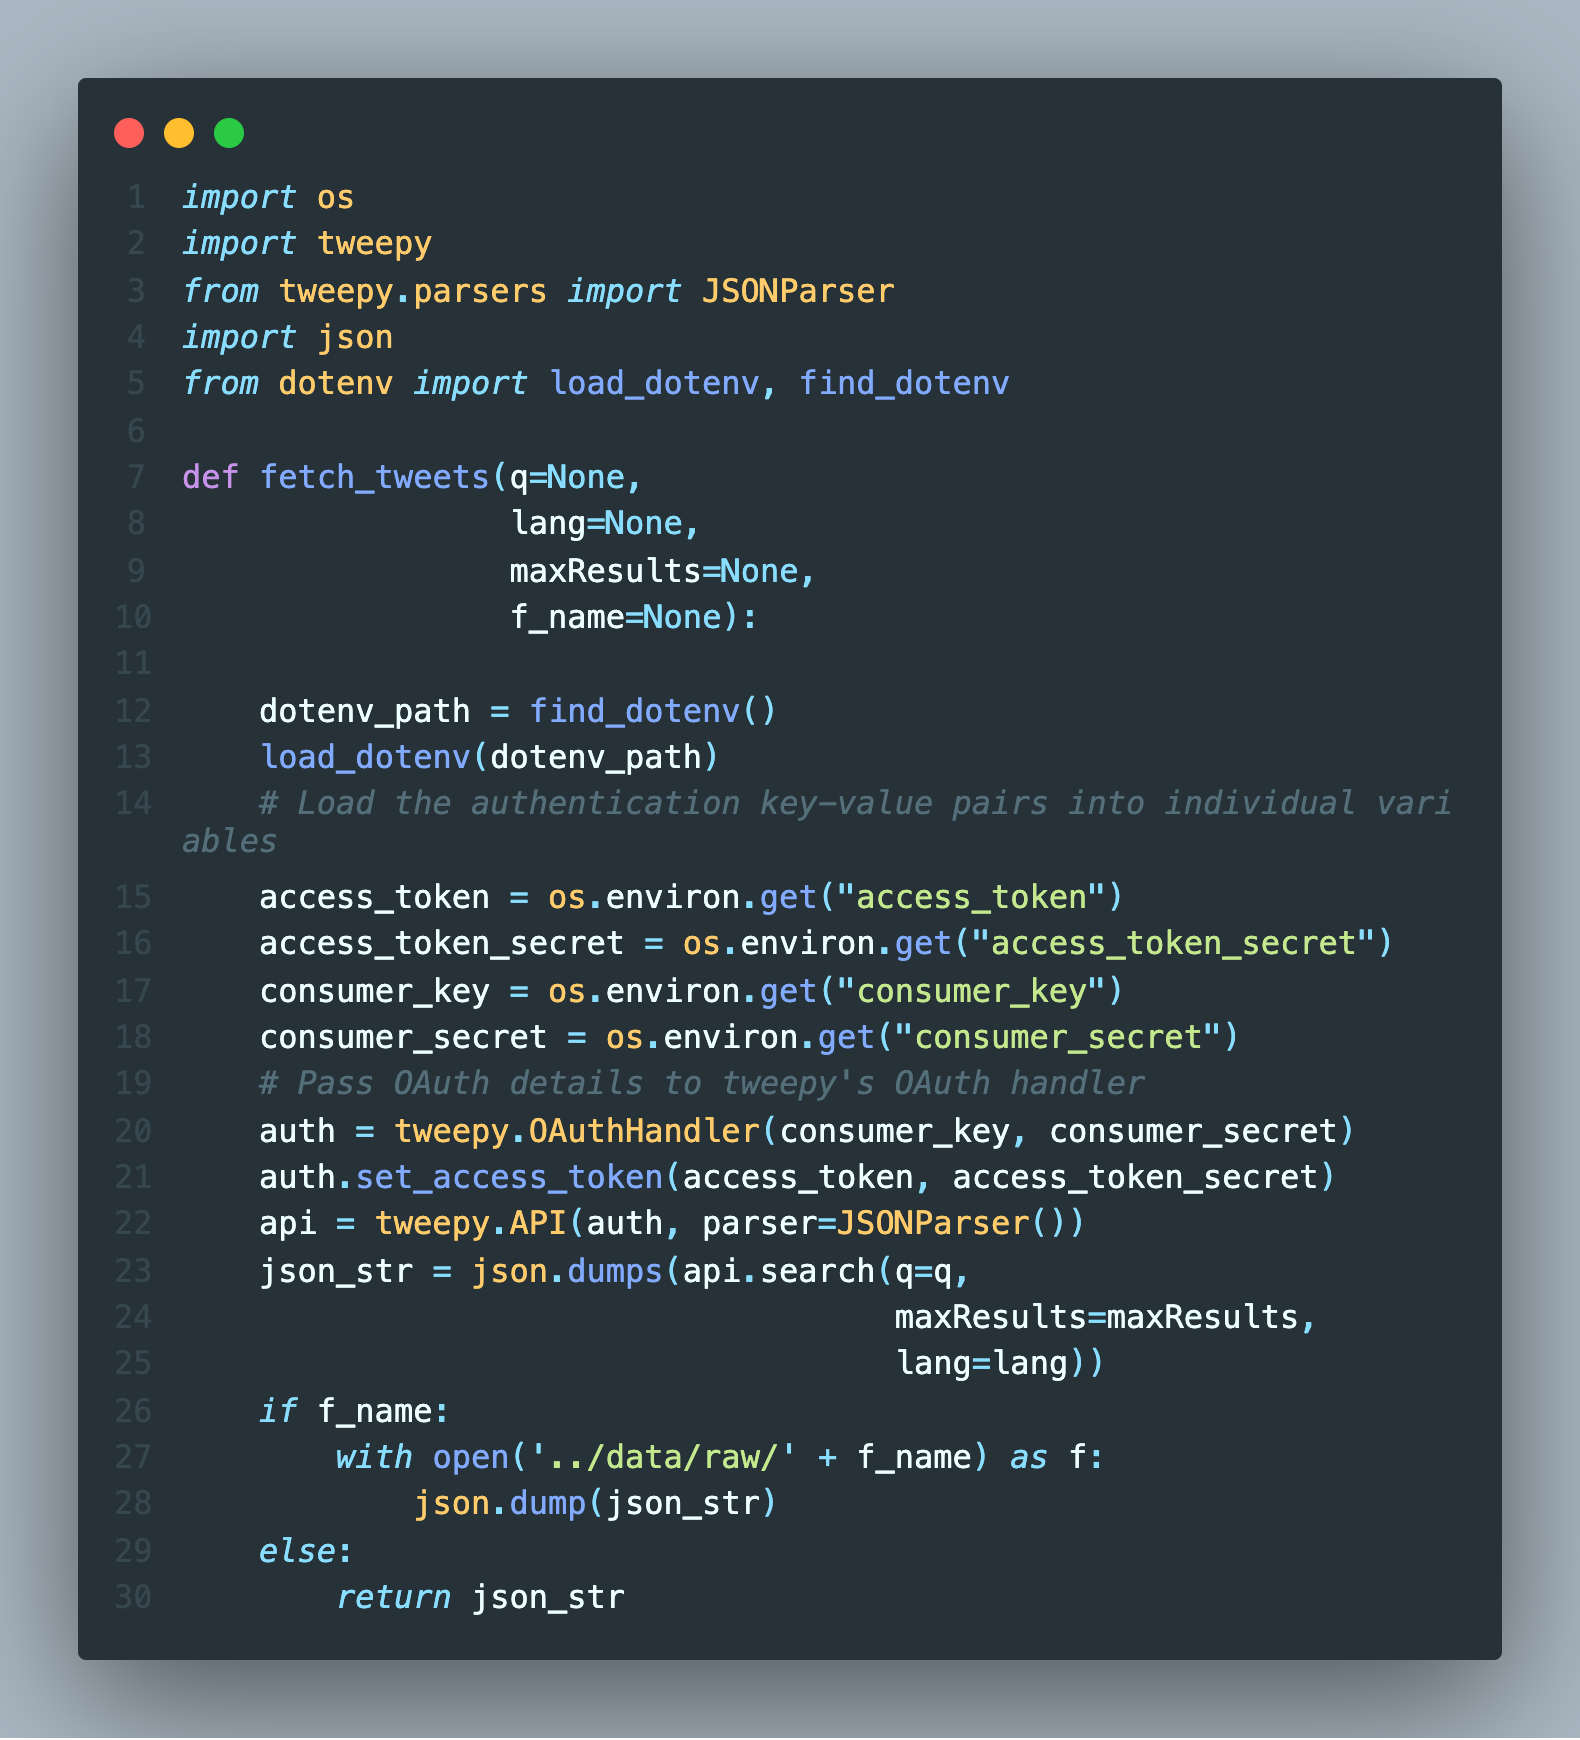 1 import os
2 import tweepy
3 from tweepy.parsers import JSONParser
4 import json
5 from dotenv import load_dotenv, find_dotenv
6
7 def fetch_tweets(q=None,
8                  lang=None,
9                  maxResults=None,
10                  f_name=None):
11
12     dotenv_path = find_dotenv()
13     load_dotenv(dotenv_path)
14     # Load the authentication key-value pairs into individual vari
ables
15     access_token = os.environ.get("access_token")
16     access_token_secret = os.environ.get("access_token_secret")
17     consumer_key = os.environ.get("consumer_key")
18     consumer_secret = os.environ.get("consumer_secret")
19     # Pass OAuth details to tweepy's OAuth handler
20     auth = tweepy.OAuthHandler(consumer_key, consumer_secret)
21     auth.set_access_token(access_token, access_token_secret)
22     api = tweepy.API(auth, parser=JSONParser())
23     json_str = json.dumps(api.search(q=q,
24                                      maxResults=maxResults,
25                                      lang=lang))
26     if f_name:
27         with open('../data/raw/' + f_name) as f:
28             json.dump(json_str)
29     else:
30         return json_str